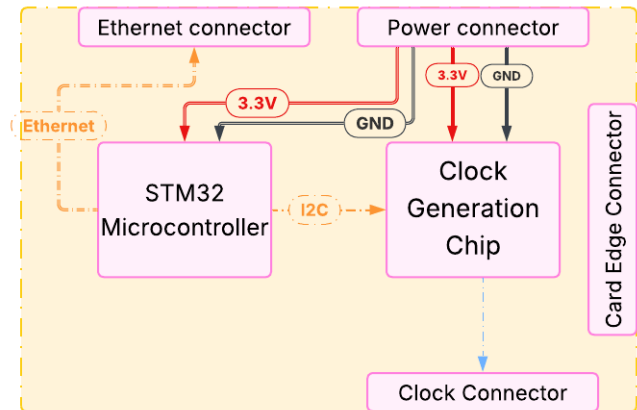 Ethernet connector
Power connector
3.3V
GND
3.3V
GND
Ethernet
STM32
Microcontroller
I2C
Clock
Generation
Chip
Card Edge Connector
Clock Connector